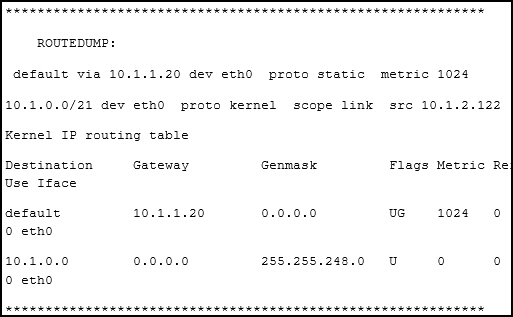 ************************************************************
ROUTEDUMP:
default via 10.1.1.20 dev eth0  proto static  metric 1024
10.1.0.0/21 dev eth0  proto kernel  scope link  src 10.1.2.122
Kernel IP routing table
Destination     Gateway         Genmask         Flags Metric
Use Iface
default         10.1.1.20       0.0.0.0         UG    1024  0
0 eth0
10.1.0.0        0.0.0.0         255.255.248.0   U     0     0
0 eth0
************************************************************